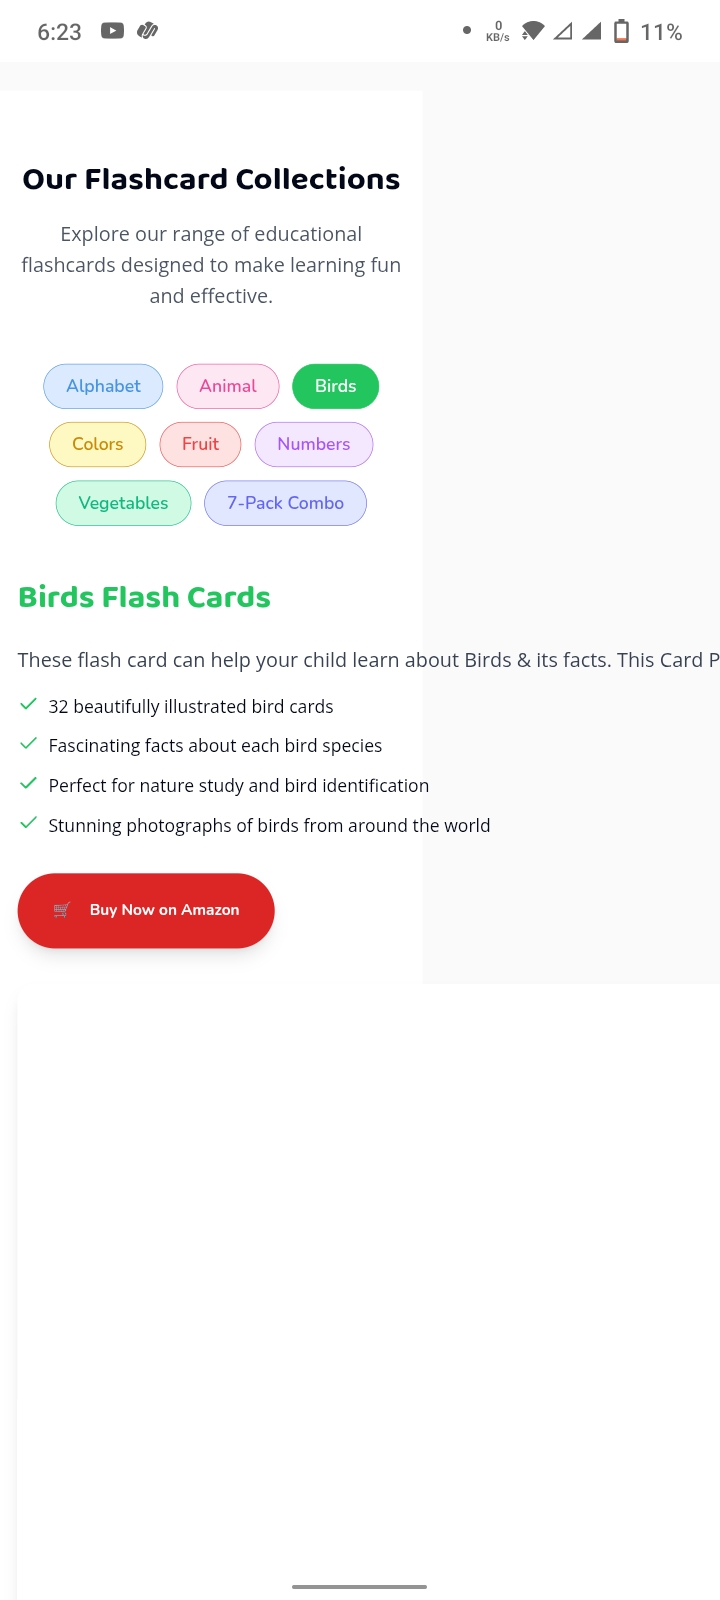 6:23
0
KB/s
11%
Our Flashcard Collections
Explore our range of educational
flashcards designed to make learning fun
and effective.
Alphabet Animal Birds
Colors Fruit Numbers
Vegetables 7-Pack Combo
Birds Flash Cards
These flash card can help your child learn about Birds & its facts. This Card P
32 beautifully illustrated bird cards
Fascinating facts about each bird species
Perfect for nature study and bird identification
Stunning photographs of birds from around the world
Buy Now on Amazon